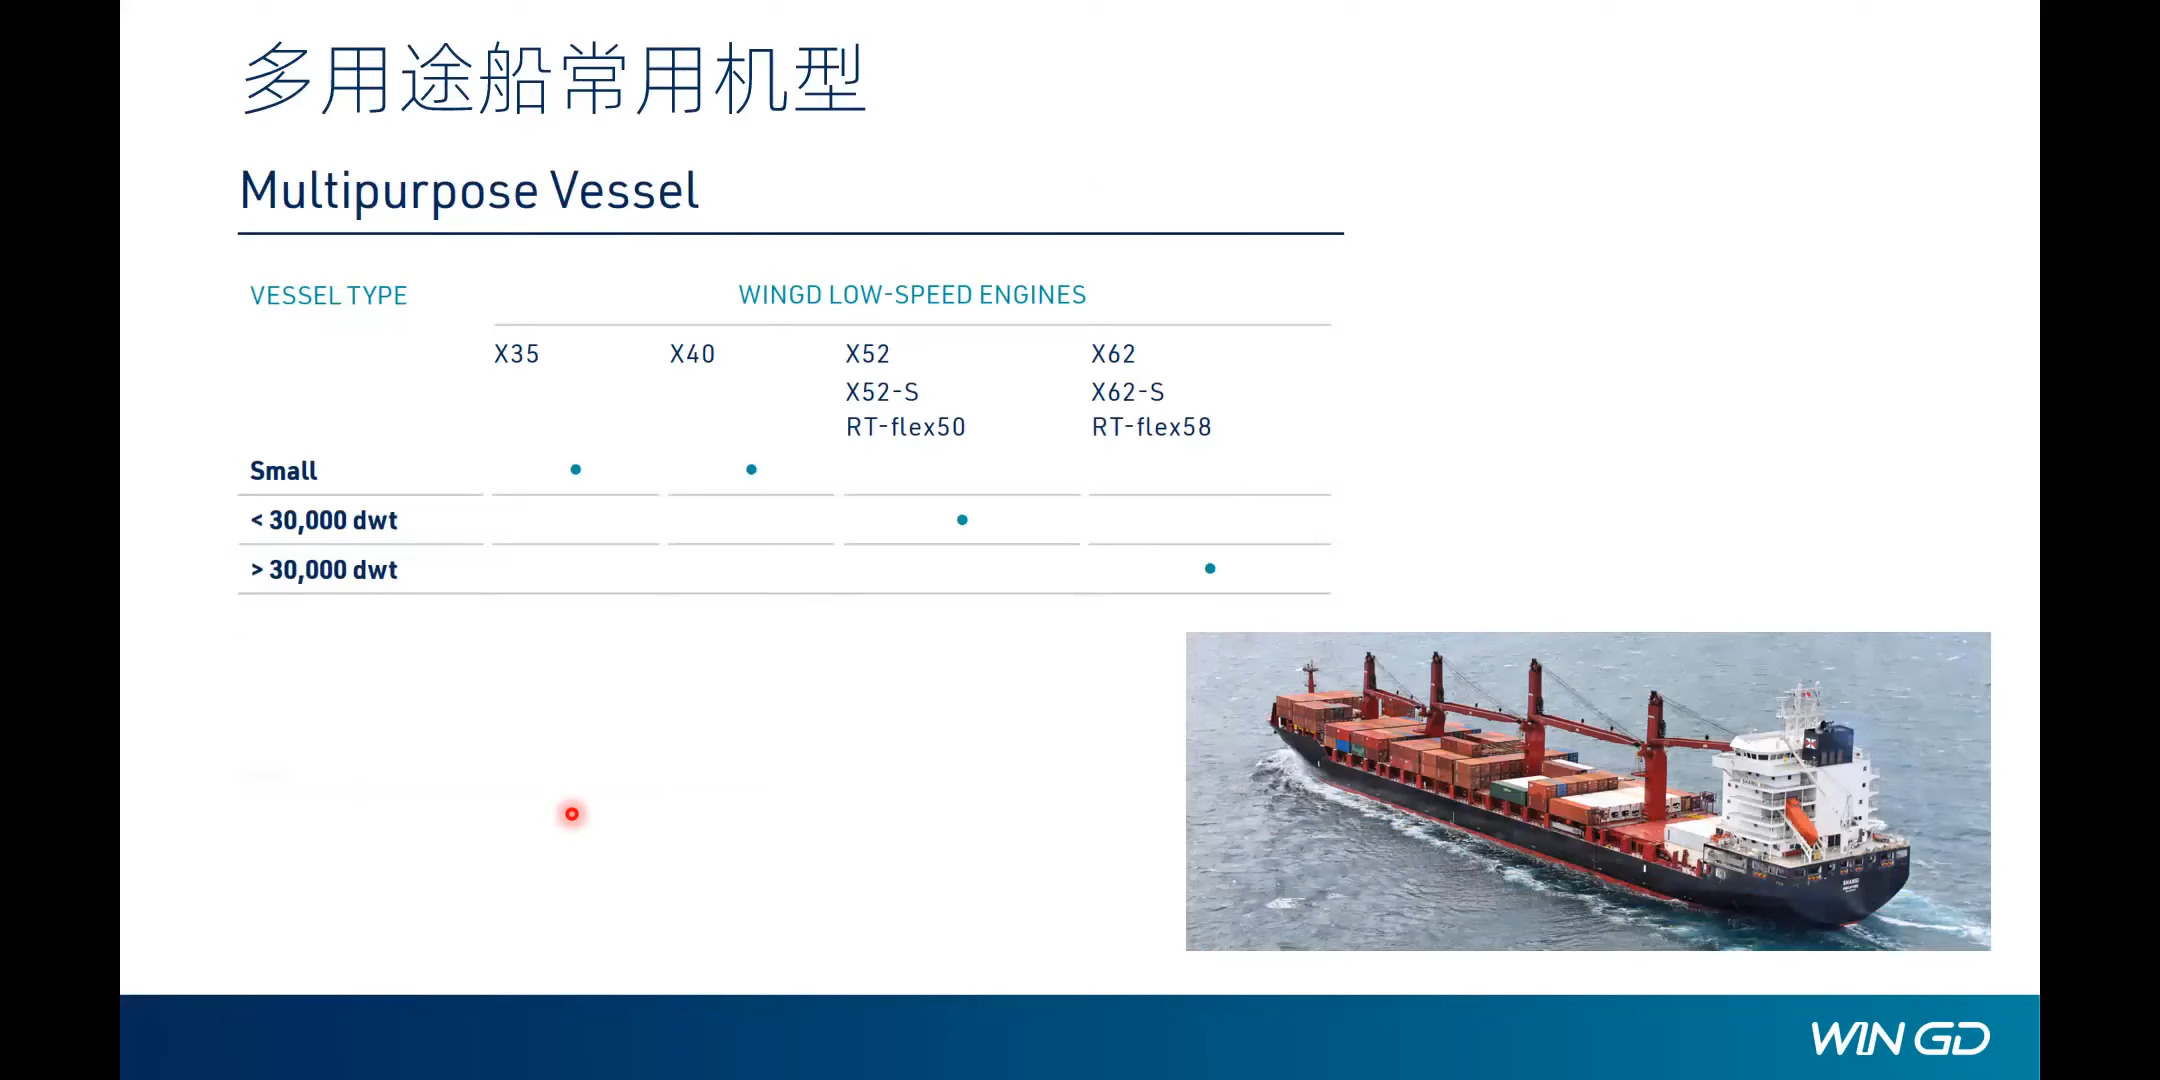 多用途船常用机型
Multipurpose Vessel
VESSEL TYPE
WINGD LOW-SPEED ENGINES
X35
X40
X52
X52-S
RT-flex50
X62
X62-S
RT-flex58
Small
< 30,000 dwt
> 30,000 dwt
WIN GD